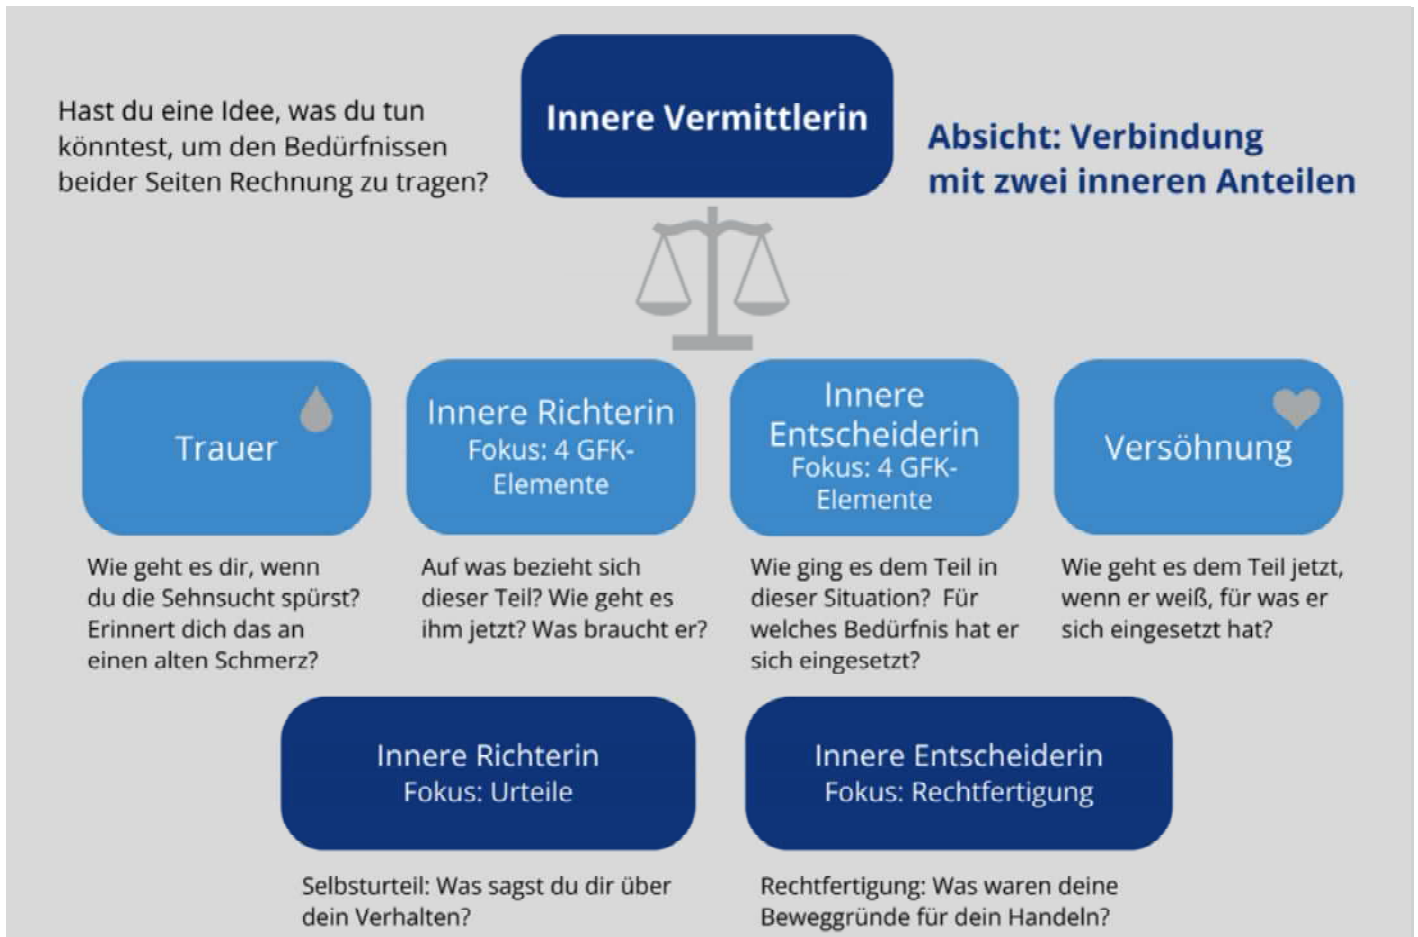 Hast du eine Idee, was du tun
könntest, um den Bedürfnissen
beider Seiten Rechnung zu tragen?
Innere Vermittlerin
Absicht: Verbindung
mit zwei inneren Anteilen
Trauer
Innere Richterin
Fokus: 4 GFK-
Elemente
Innere
Entscheiderin
Fokus: 4 GFK-
Elemente
Versöhnung
Wie geht es dir, wenn
du die Sehnsucht spürst?
Erinnert dich das an
einen alten Schmerz?
Auf was bezieht sich
dieser Teil? Wie geht es
ihm jetzt? Was braucht er?
Wie ging es dem Teil in
dieser Situation?  Für
welches Bedürfnis hat er
sich eingesetzt?
Wie geht es dem Teil jetzt,
wenn er weiß, für was er
sich eingesetzt hat?
Innere Richterin
Fokus: Urteile
Innere Entscheiderin
Fokus: Rechtfertigung
Selbsturteil: Was sagst du dir über
dein Verhalten?
Rechtfertigung: Was waren deine
Beweggründe für dein Handeln?